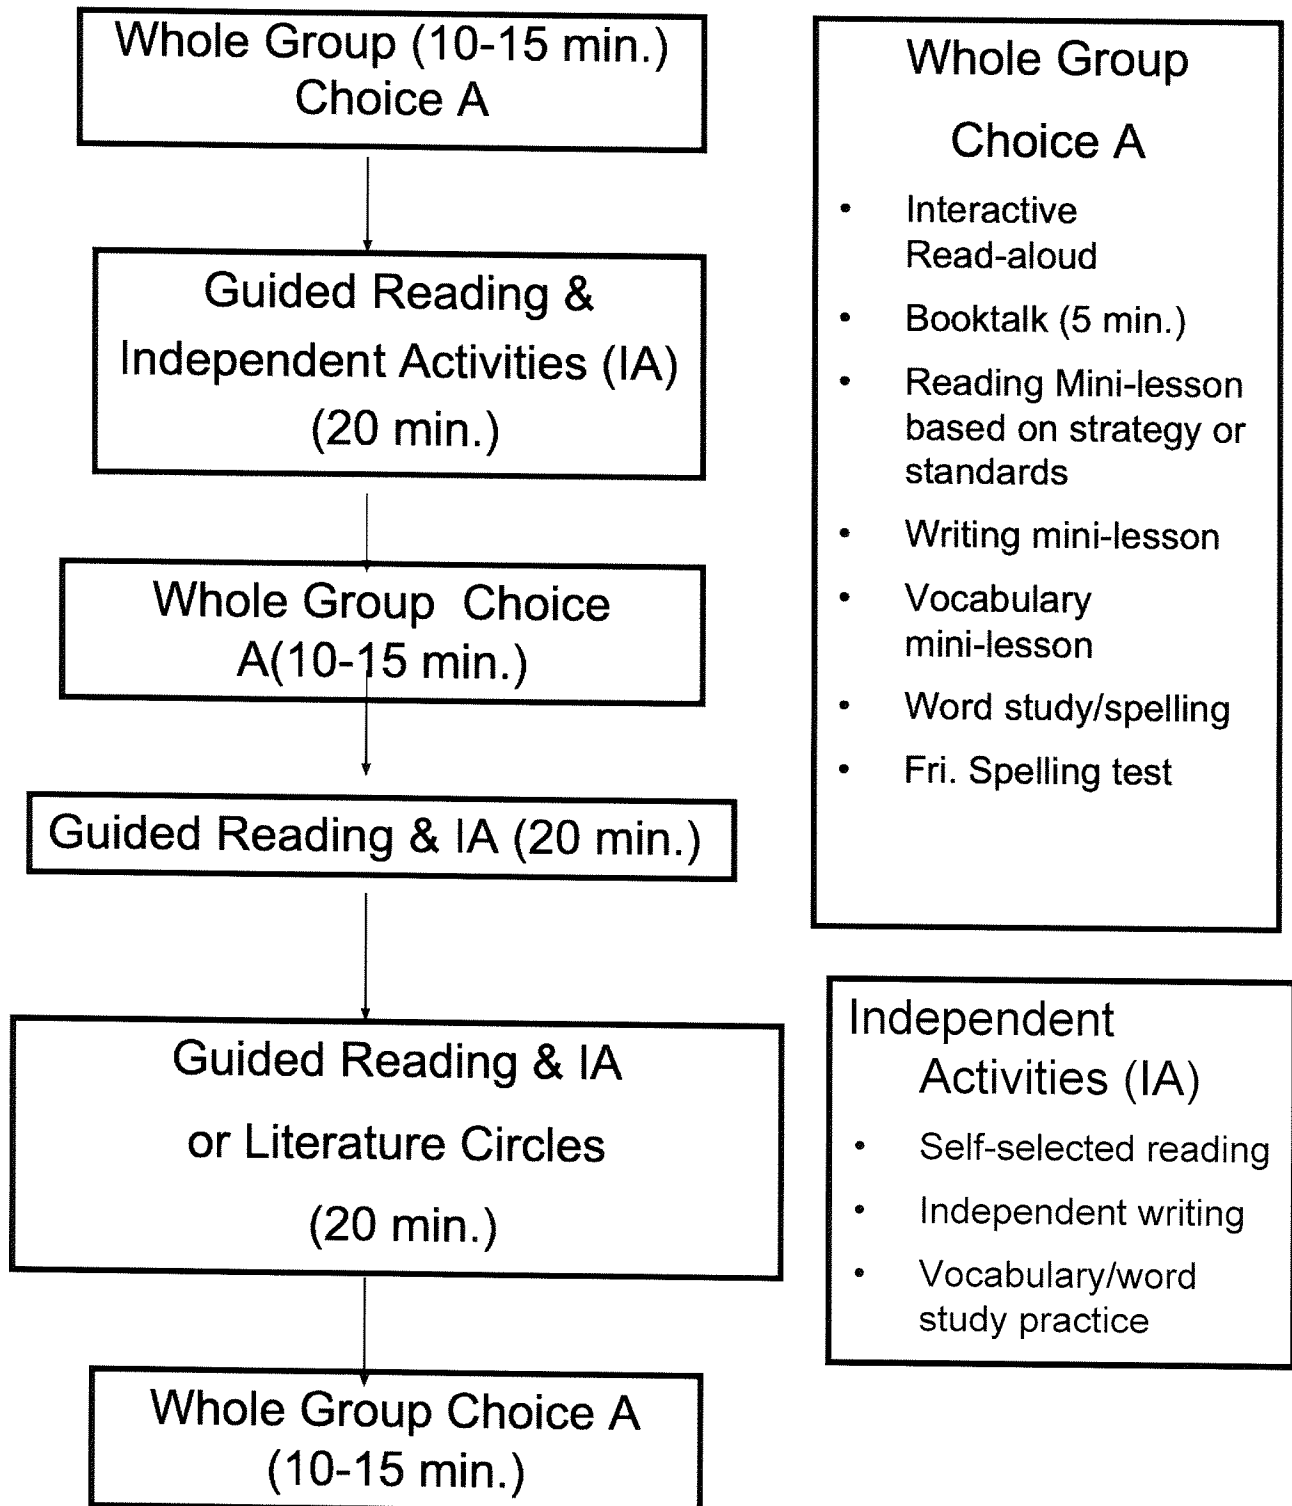 Whole Group (10-15 min.)
Choice A
Guided Reading &
Independent Activities (IA)
(20 min.)
Whole Group  Choice
A(10-15 min.)
Guided Reading & IA (20 min.)
Guided Reading & IA
or Literature Circles
(20 min.)
Whole Group Choice A
(10-15 min.)
Whole Group
Choice A
• Interactive
Read-aloud
• Booktalk (5 min.)
• Reading Mini-lesson
based on strategy or
standards
• Writing mini-lesson
• Vocabulary
mini-lesson
• Word study/spelling
• Fri. Spelling test
Independent
Activities (IA)
• Self-selected reading
• Independent writing
• Vocabulary/word
study practice